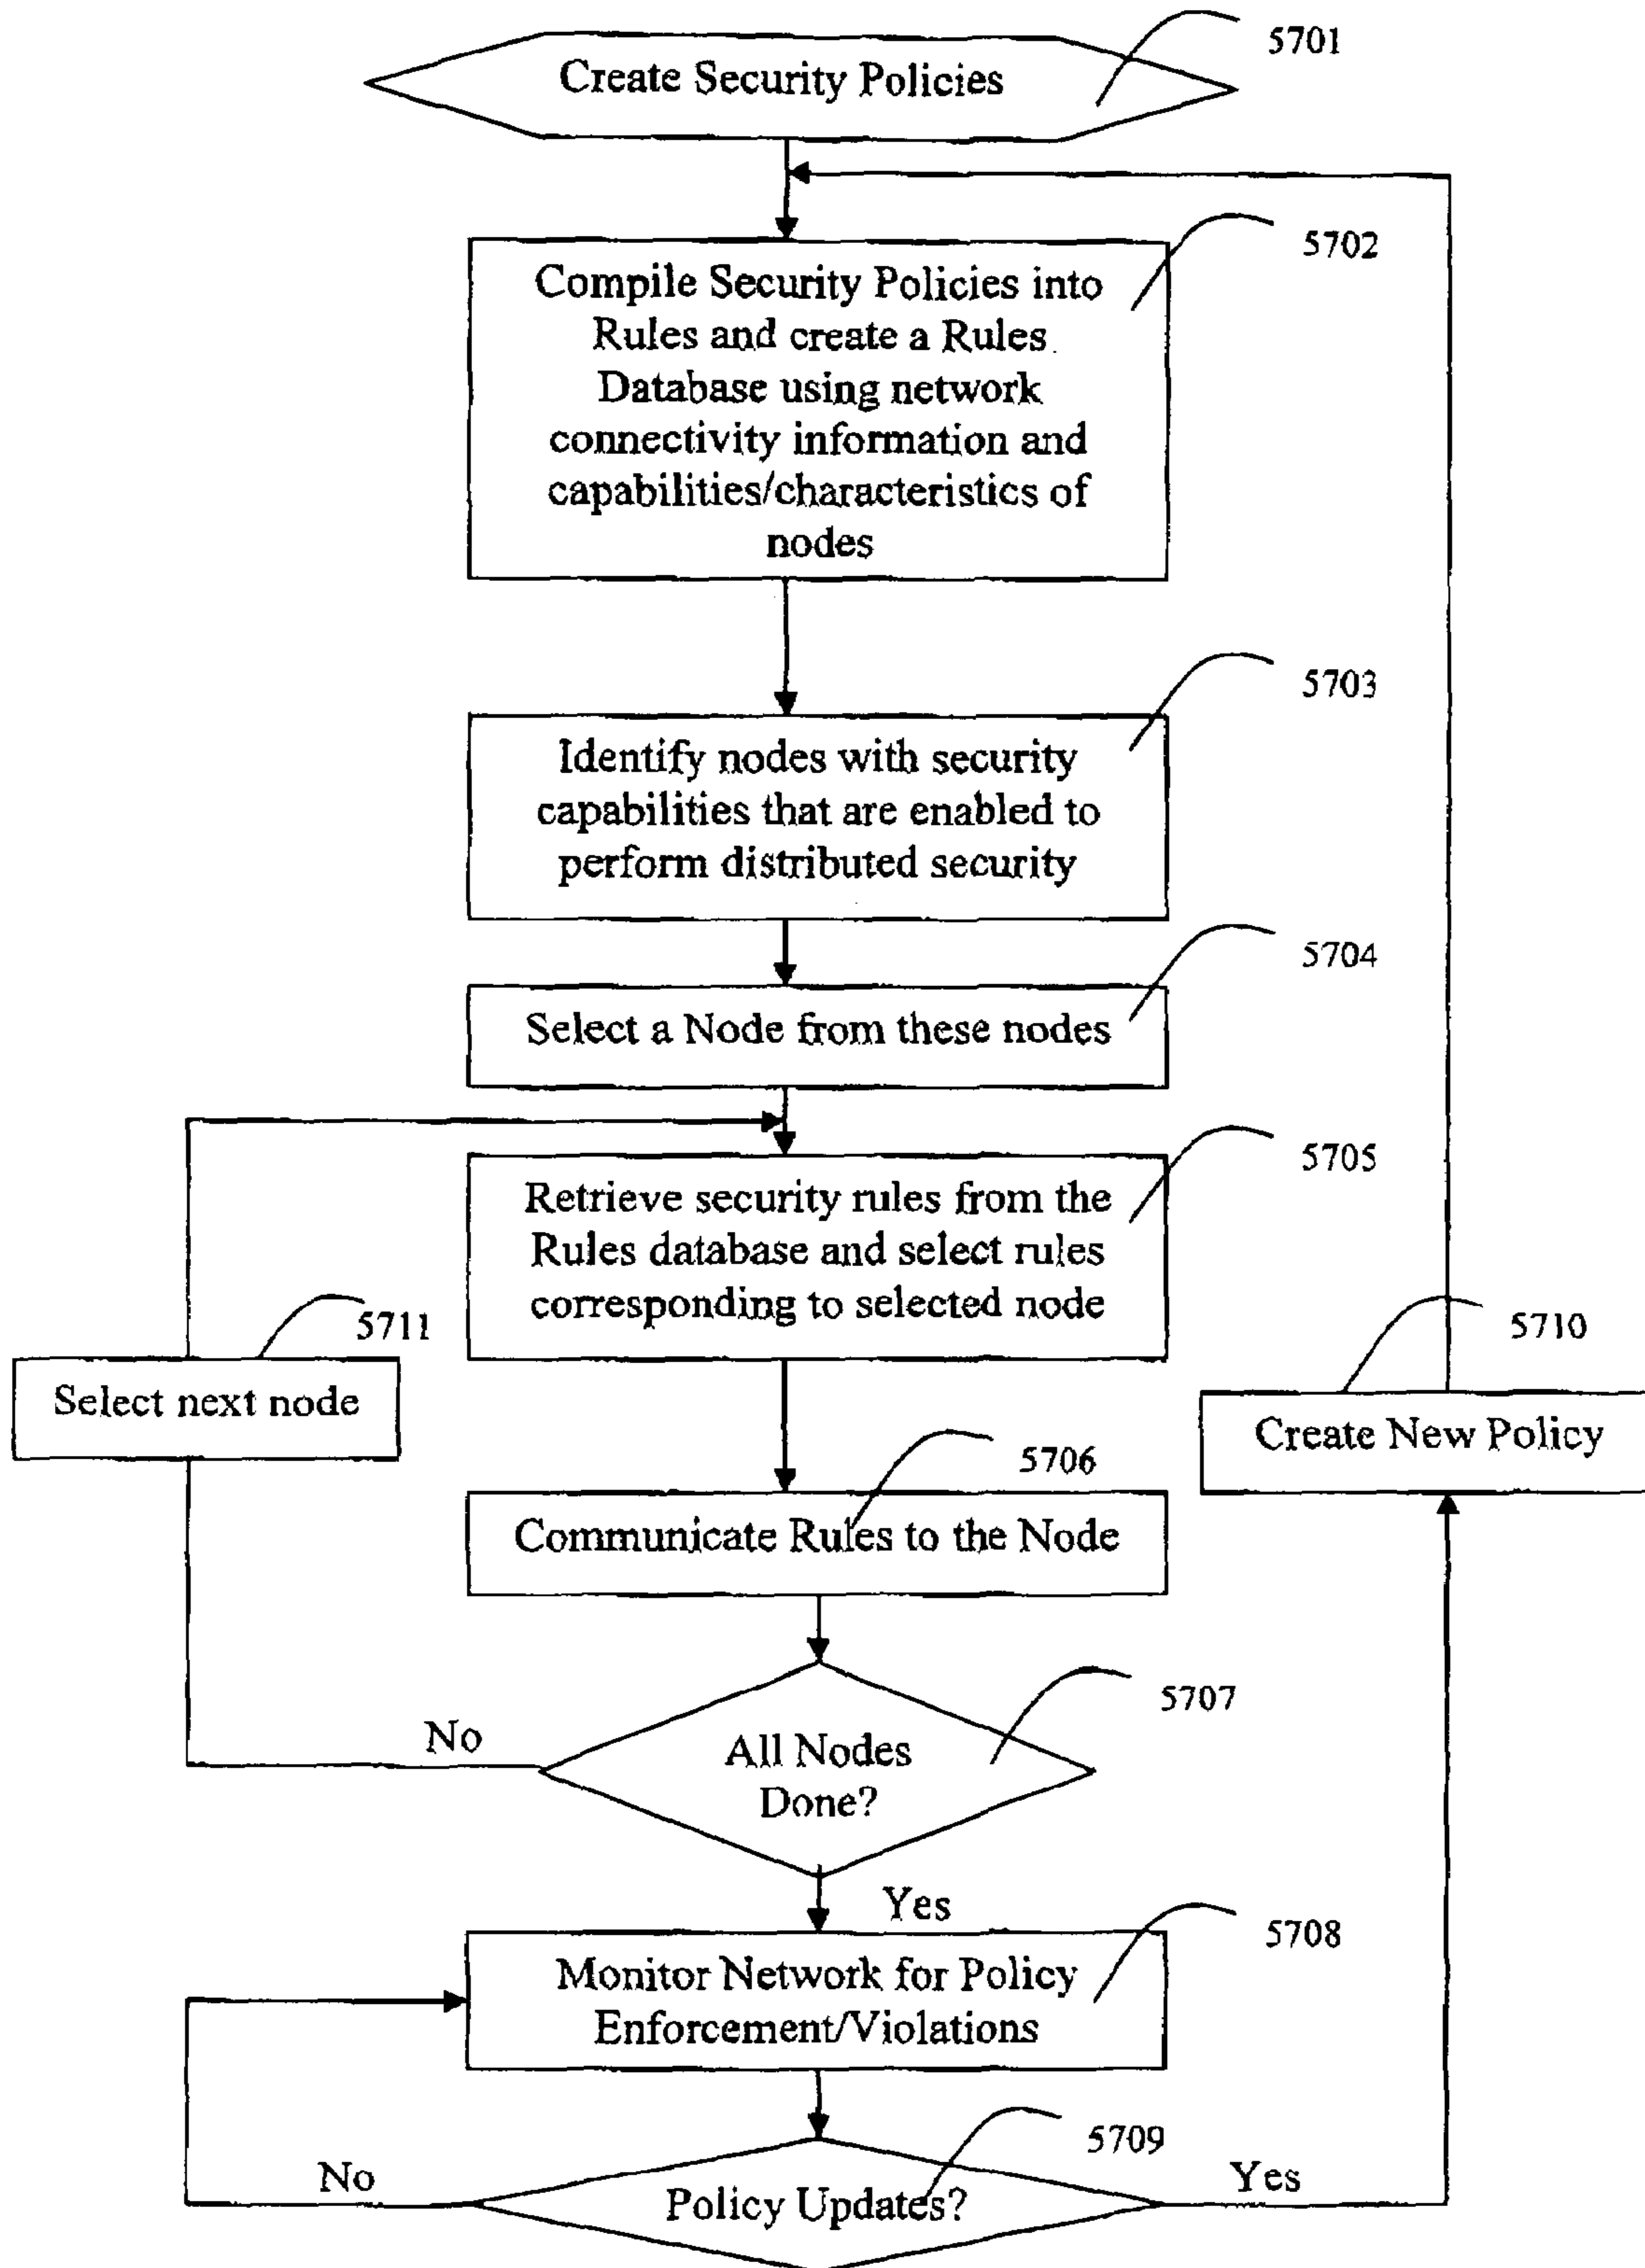 5701
Create Security Policies
5702
Compile Security Policies into
Rules and create a Rules
Database using network
connectivity information and
capabilities/characteristics of
nodes
5703
Identify nodes with security
capabilities that are enabled to
perform distributed security
5704
Select a Node from these nodes
5705
Retrieve security rules from the
Rules database and select rules
corresponding to selected node
5711
Select next node
5710
Create New Policy
5706
Communicate Rules to the Node
5707
No
All Nodes
Done?
Yes
5708
Monitor Network for Policy
Enforcement/Violations
5709
No
Policy Updates?
Yes